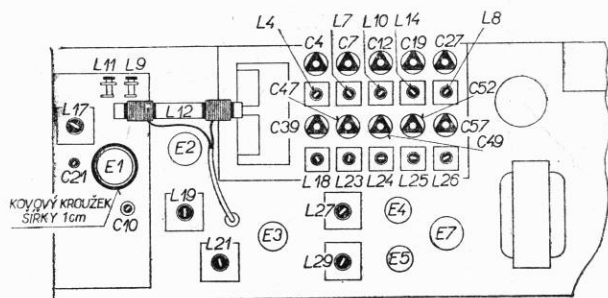 L4
L7
L10
L14
L8
C4
C7
C12
C19
C27
L11
L9
L17
L12
C47
C52
C39
C57
C49
E2
E1
C21
KOVOVÝ KROUŽEK
ŠÍŘKY 1cm
C10
L19
L18
L23
L24
L25
L26
L27
E4
E3
E7
L21
L29
E5